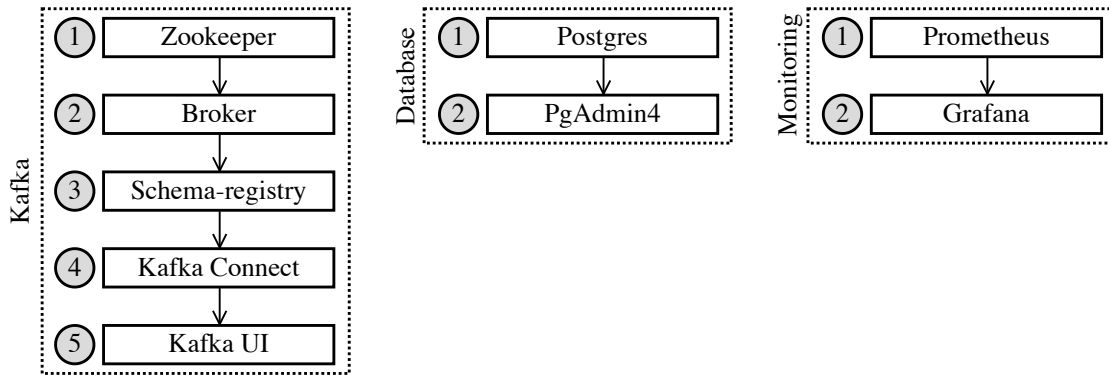 Kafka
1 Zookeeper
2 Broker
3 Schema-registry
4 Kafka Connect
5 Kafka UI
Database
1 Postgres
2 PgAdmin4
Monitoring
1 Prometheus
2 Grafana